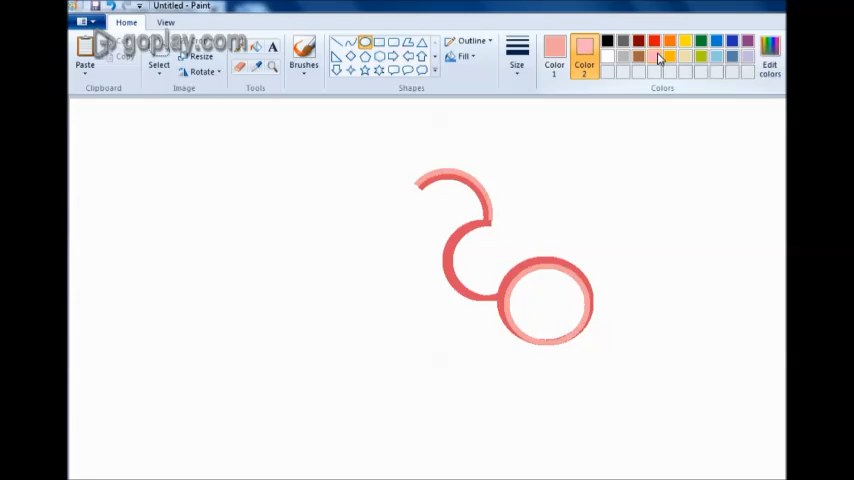 Untitled - Paint
Home View
goplay.com
Paste
Copy
Select
Resize
Rotate
A
Brushes
Outline
Fill
Size
Color 1
Color 2
Edit colors
Clipboard
Image
Tools
Shapes
Colors